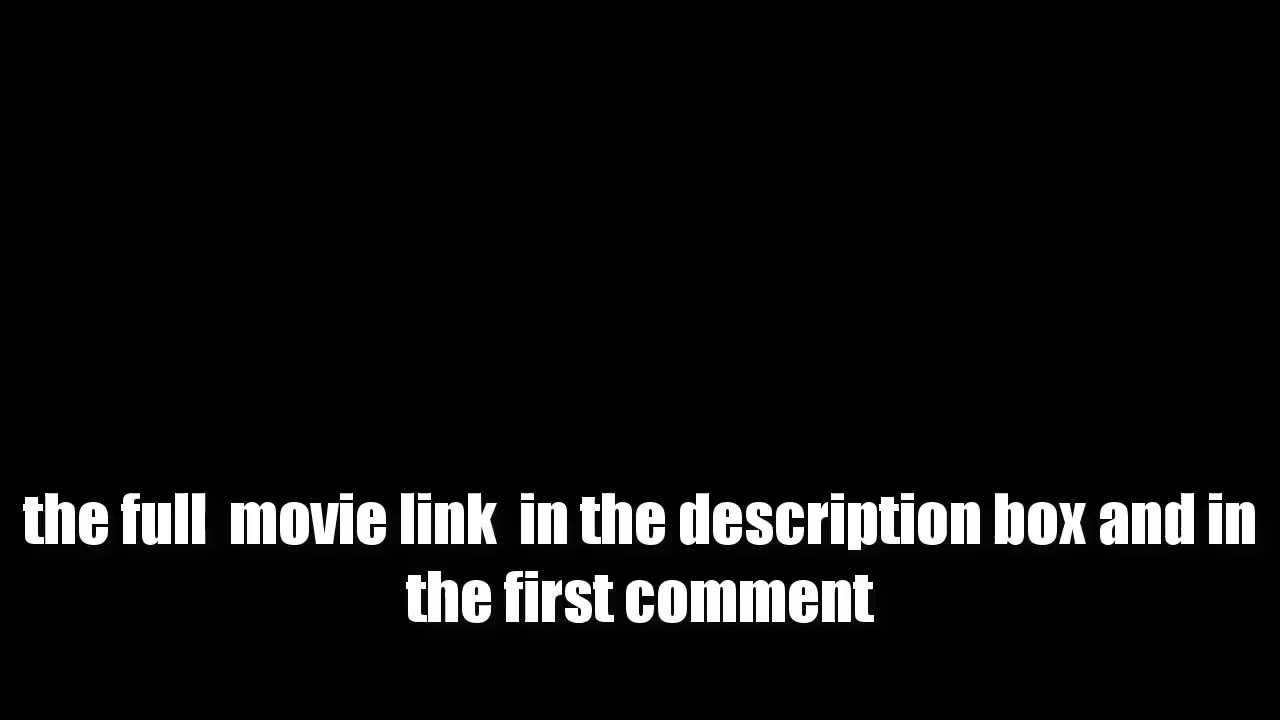 the full  movie link  in the description box and in
the first comment